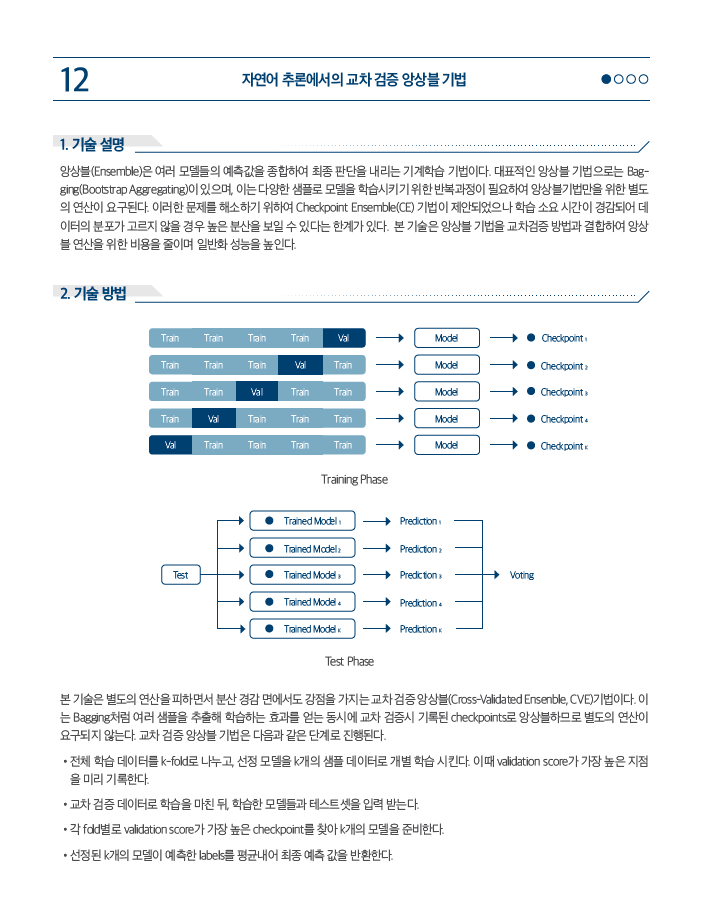 12
자연어 추론에서의 교차 검증 앙상블 기법
1. 기술 설명
앙상블(Ensemble)은 여러 모델들의 예측값을 종합하여 최종 판단을 내리는 기계학습 기법이다. 대표적인 앙상블 기법으로는 Bag-
ging(Bootstrap Aggregating)이 있으며, 이는 다양한 샘플로 모델을 학습시키기 위한 반복과정이 필요하여 앙상블기법만을 위한 별도
의 연산이 요구된다. 이러한 문제를 해소하기 위하여 Checkpoint Ensemble(CE) 기법이 제안되었으나 학습 소요 시간이 경감되어 데
이터의 분포가 고르지 않을 경우 높은 분산을 보일 수 있다는 한계가 있다. 본 기술은 앙상블 기법을 교차검증 방법과 결합하여 앙상
블 연산을 위한 비용을 줄이며 일반화 성능을 높인다.
2. 기술 방법
Train Train Train Train Val Model Checkpoint 1
Train Train Train Val Train Model Checkpoint 2
Train Train Val Train Train Model Checkpoint 3
Train Val Train Train Train Model Checkpoint 4
Val Train Train Train Train Model Checkpoint K
Training Phase
Trained Model 1 Prediction 1
Trained Model 2 Prediction 2
Test Trained Model 3 Prediction 3 Voting
Trained Model 4 Prediction 4
Trained Model K Prediction K
Test Phase
본 기술은 별도의 연산을 피하면서 분산 경감 면에서도 강점을 가지는 교차 검증 앙상블(Cross-Validated Ensenble, CVE)기법이다. 이
는 Bagging처럼 여러 샘플을 추출해 학습하는 효과를 얻는 동시에 교차 검증시 기록된 checkpoints로 앙상블하므로 별도의 연산이
요구되지 않는다. 교차 검증 앙상블 기법은 다음과 같은 단계로 진행된다.
• 전체 학습 데이터를 k-fold로 나누고, 선정 모델을 k개의 샘플 데이터로 개별 학습 시킨다. 이때 validation score가 가장 높은 지점
을 미리 기록한다.
• 교차 검증 데이터로 학습을 마친 뒤, 학습한 모델들과 테스트셋을 입력 받는다.
• 각 fold별로 validation score가 가장 높은 checkpoint를 찾아 k개의 모델을 준비한다.
• 선정된 k개의 모델이 예측한 labels를 평균내어 최종 예측 값을 반환한다.